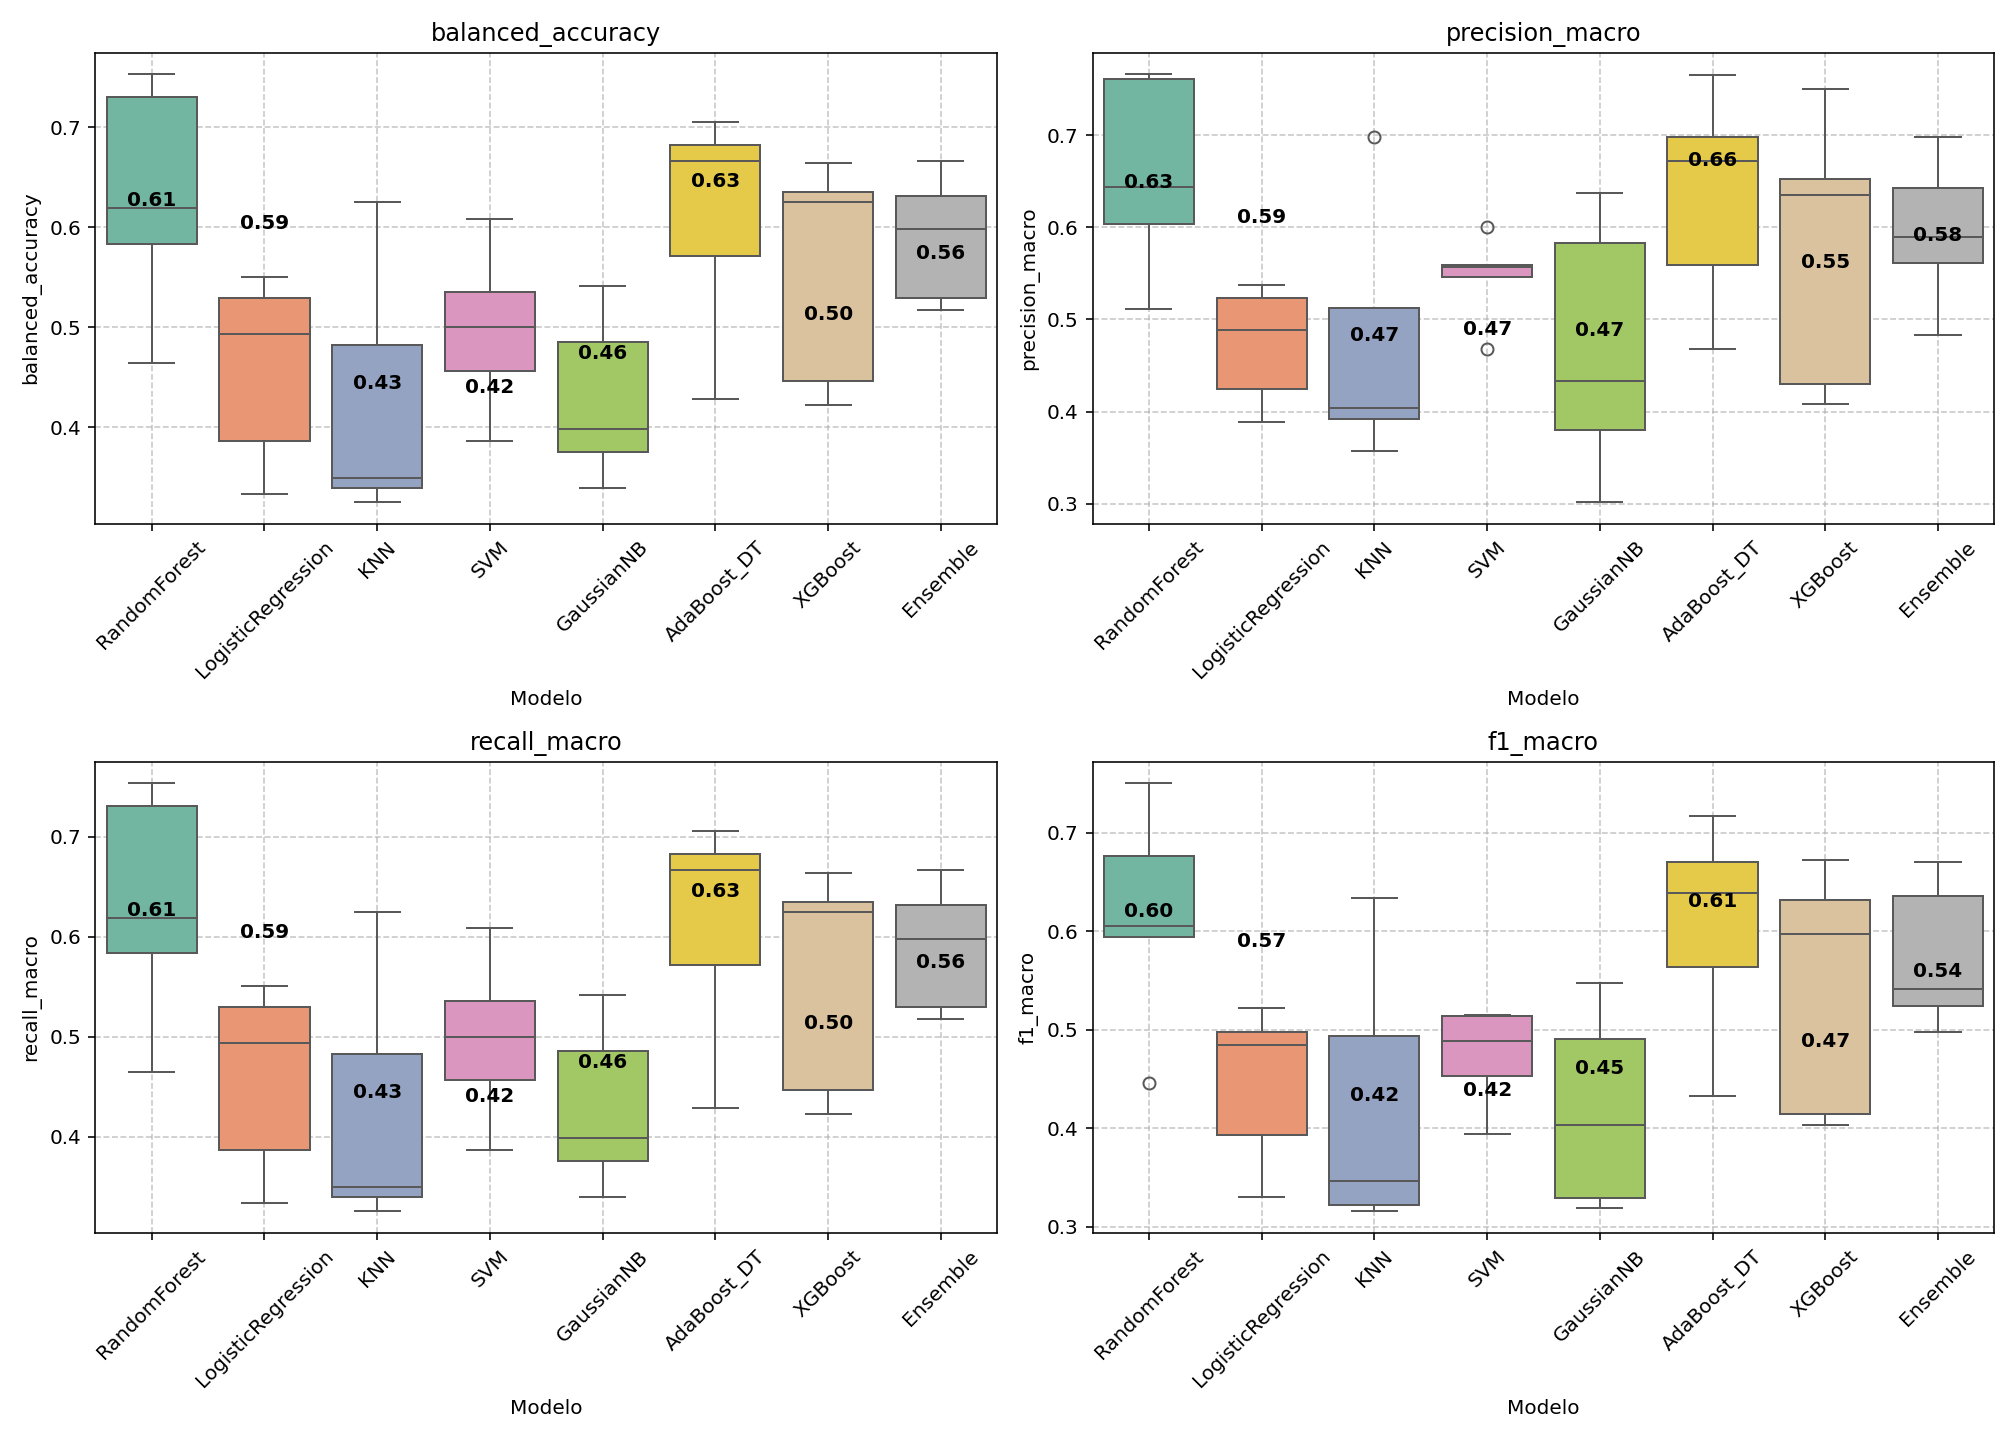 balanced_accuracy
balanced_accuracy
0.7
0.6
0.5
0.4
0.61
0.59
0.43
0.42
0.46
0.63
0.50
0.56
RandomForest
LogisticRegression
KNN
SVM
GaussianNB
AdaBoost_DT
XGBoost
Ensemble
Modelo
precision_macro
precision_macro
0.7
0.6
0.5
0.4
0.3
0.63
0.59
0.47
0.47
0.47
0.66
0.55
0.58
RandomForest
LogisticRegression
KNN
SVM
GaussianNB
AdaBoost_DT
XGBoost
Ensemble
Modelo
recall_macro
recall_macro
0.7
0.6
0.5
0.4
0.61
0.59
0.43
0.42
0.46
0.63
0.50
0.56
RandomForest
LogisticRegression
KNN
SVM
GaussianNB
AdaBoost_DT
XGBoost
Ensemble
Modelo
f1_macro
f1_macro
0.7
0.6
0.5
0.4
0.3
0.60
0.57
0.42
0.42
0.45
0.61
0.47
0.54
RandomForest
LogisticRegression
KNN
SVM
GaussianNB
AdaBoost_DT
XGBoost
Ensemble
Modelo